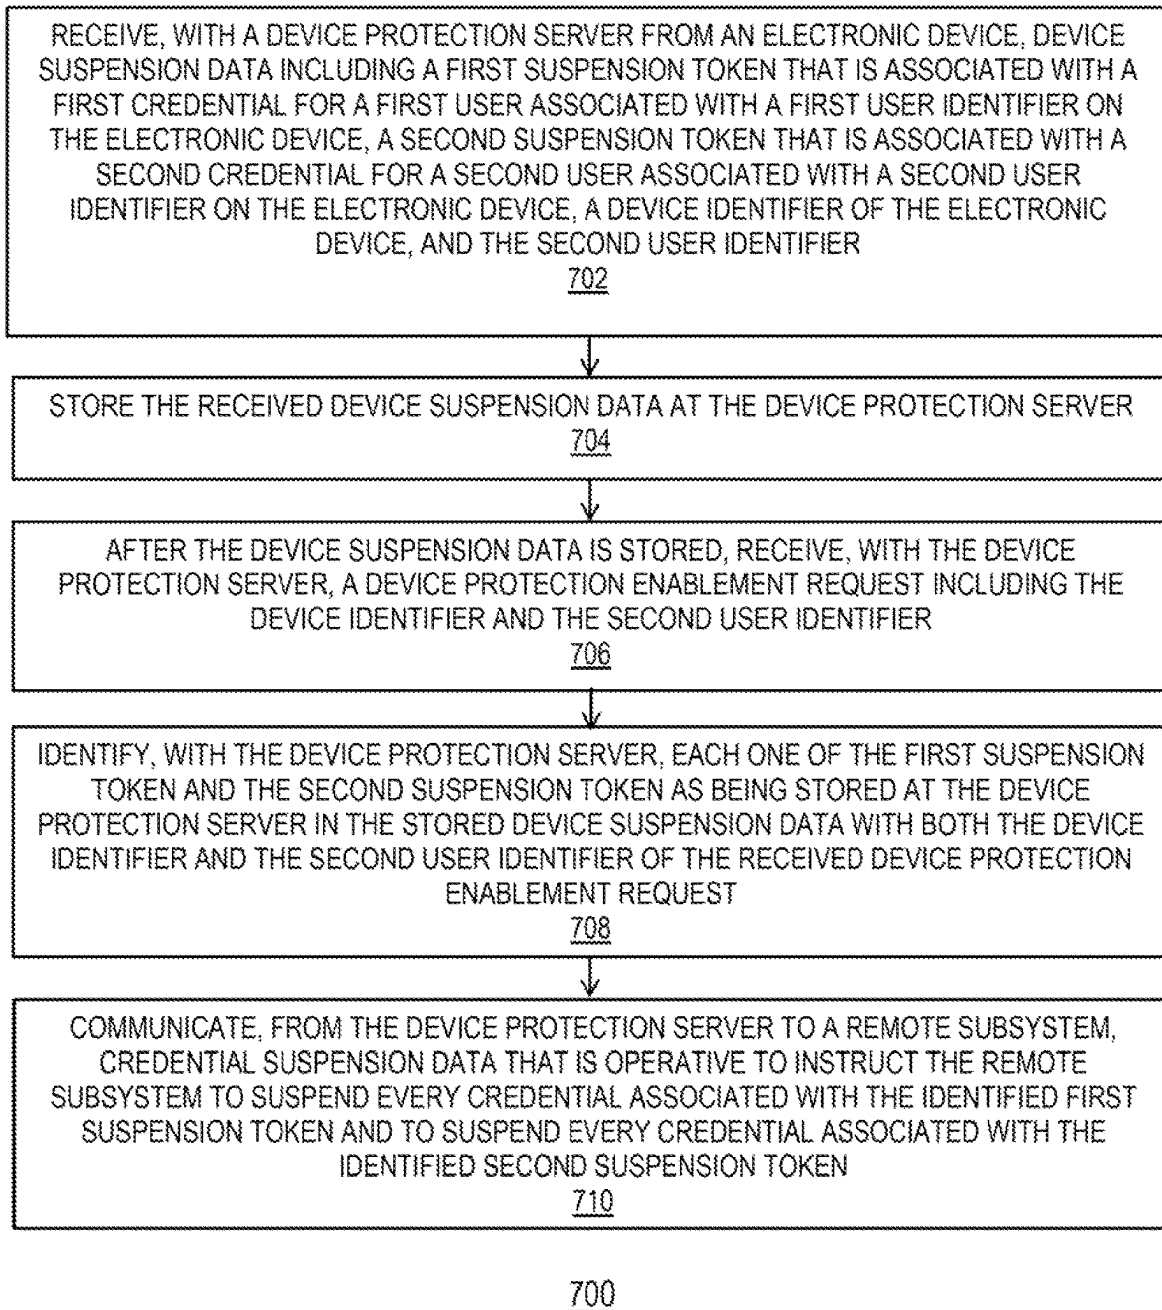 RECEIVE, WITH A DEVICE PROTECTION SERVER FROM AN ELECTRONIC DEVICE, DEVICE
SUSPENSION DATA INCLUDING A FIRST SUSPENSION TOKEN THAT IS ASSOCIATED WITH A
FIRST CREDENTIAL FOR A FIRST USER ASSOCIATED WITH A FIRST USER IDENTIFIER ON
THE ELECTRONIC DEVICE, A SECOND SUSPENSION TOKEN THAT IS ASSOCIATED WITH A
SECOND CREDENTIAL FOR A SECOND USER ASSOCIATED WITH A SECOND USER
IDENTIFIER ON THE ELECTRONIC DEVICE, A DEVICE IDENTIFIER OF THE ELECTRONIC
DEVICE, AND THE SECOND USER IDENTIFIER
702
STORE THE RECEIVED DEVICE SUSPENSION DATA AT THE DEVICE PROTECTION SERVER
704
AFTER THE DEVICE SUSPENSION DATA IS STORED, RECEIVE, WITH THE DEVICE
PROTECTION SERVER, A DEVICE PROTECTION ENABLEMENT REQUEST INCLUDING THE
DEVICE IDENTIFIER AND THE SECOND USER IDENTIFIER
706
IDENTIFY, WITH THE DEVICE PROTECTION SERVER, EACH ONE OF THE FIRST SUSPENSION
TOKEN AND THE SECOND SUSPENSION TOKEN AS BEING STORED AT THE DEVICE
PROTECTION SERVER IN THE STORED DEVICE SUSPENSION DATA WITH BOTH THE DEVICE
IDENTIFIER AND THE SECOND USER IDENTIFIER OF THE RECEIVED DEVICE PROTECTION
ENABLEMENT REQUEST
708
COMMUNICATE, FROM THE DEVICE PROTECTION SERVER TO A REMOTE SUBSYSTEM,
CREDENTIAL SUSPENSION DATA THAT IS OPERATIVE TO INSTRUCT THE REMOTE
SUBSYSTEM TO SUSPEND EVERY CREDENTIAL ASSOCIATED WITH THE IDENTIFIED FIRST
SUSPENSION TOKEN AND TO SUSPEND EVERY CREDENTIAL ASSOCIATED WITH THE
IDENTIFIED SECOND SUSPENSION TOKEN
710
700